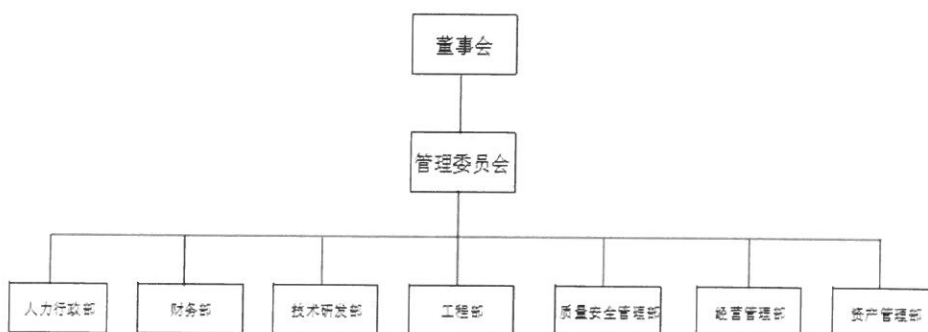 董事会
管理委员会
人力行政部
财务部
技术研发部
工程部
质量安全管理部
经营管理部
资产管理部